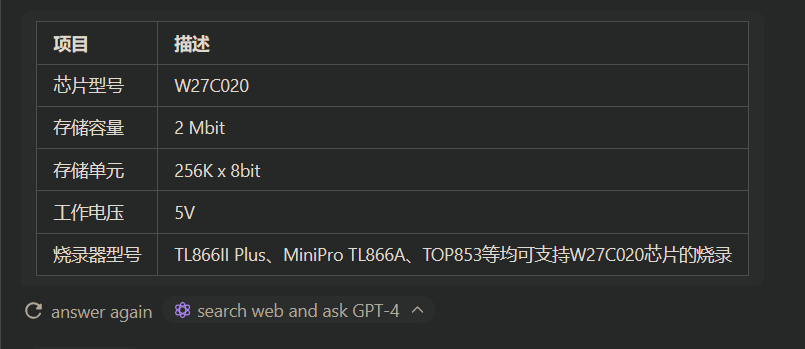 项目 描述
芯片型号 W27C020
存储容量 2 Mbit
存储单元 256K x 8bit
工作电压 5V
烧录器型号 TL866II Plus、MiniPro TL866A、TOP853等均可支持W27C020芯片的烧录
answer again search web and ask GPT-4